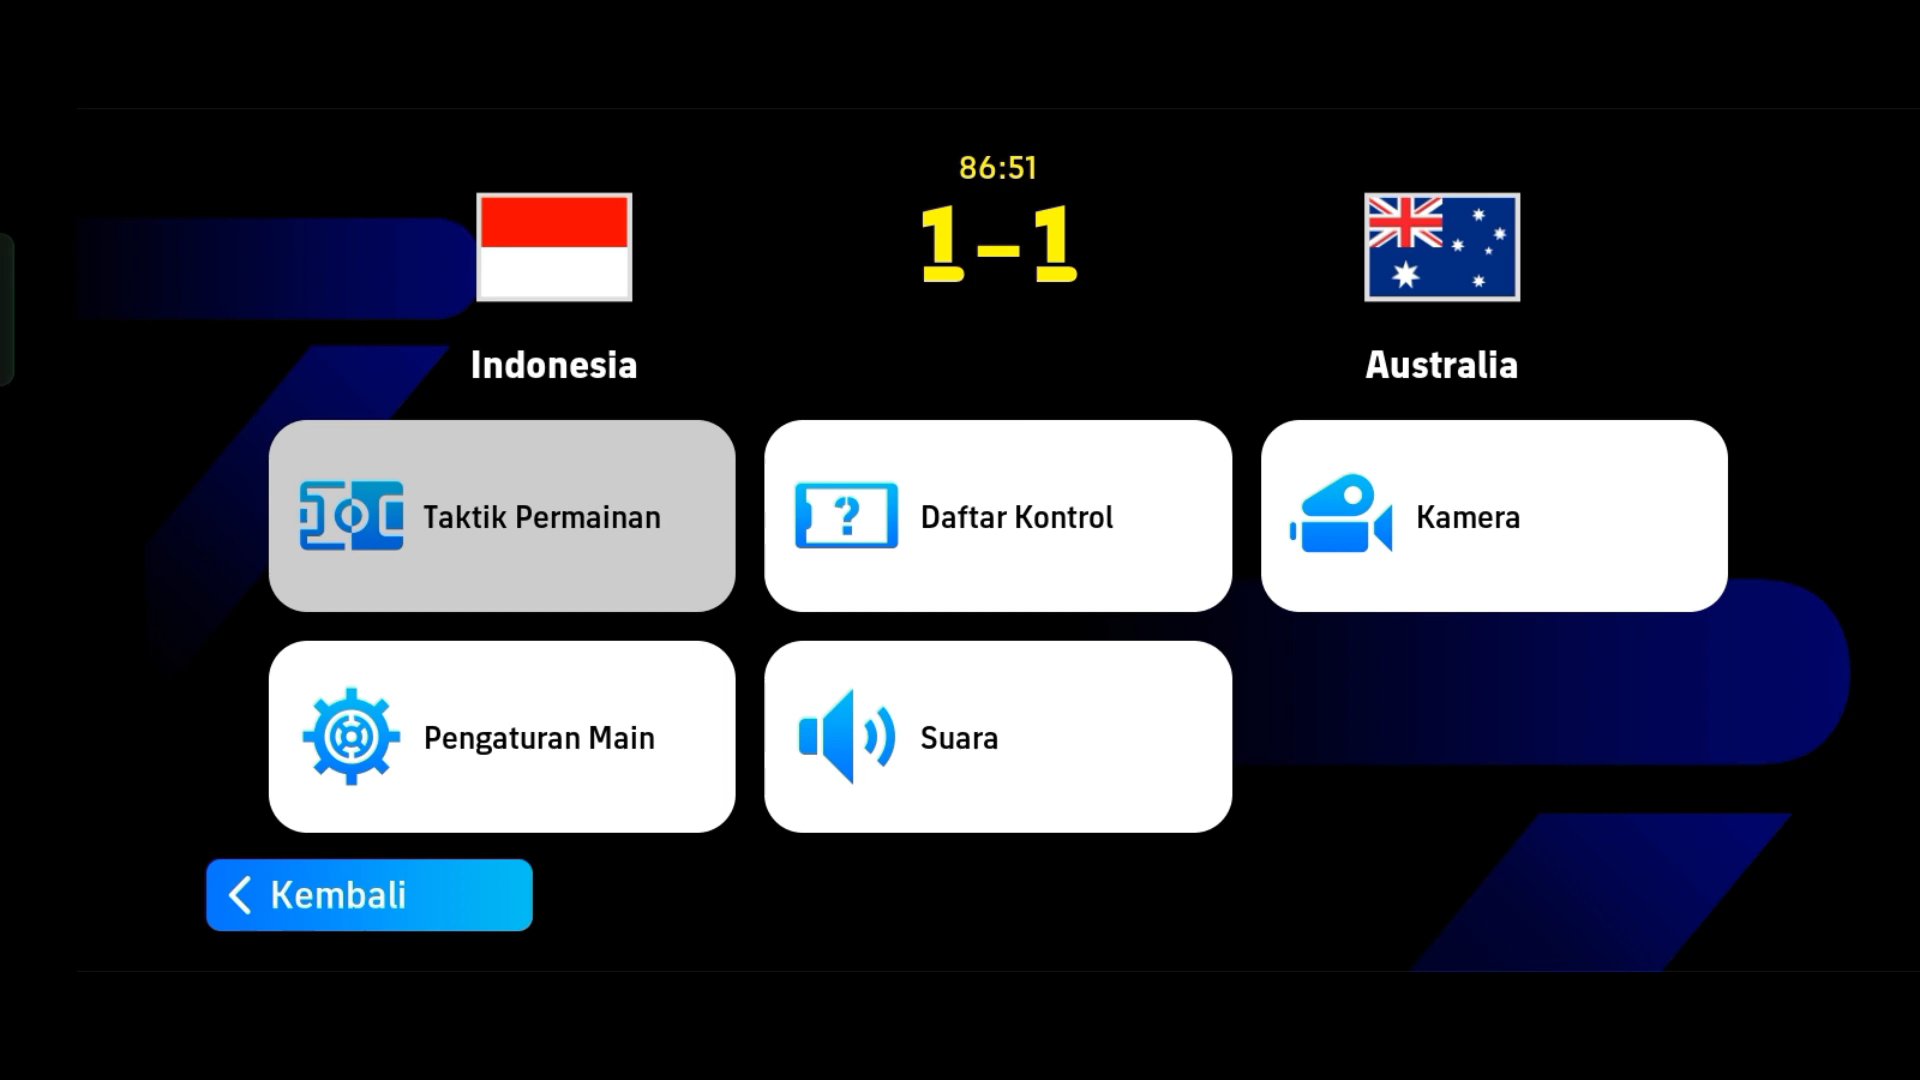 86:51
1-1
Indonesia
Australia
Taktik Permainan
Daftar Kontrol
Kamera
Pengaturan Main
Suara
Kembali